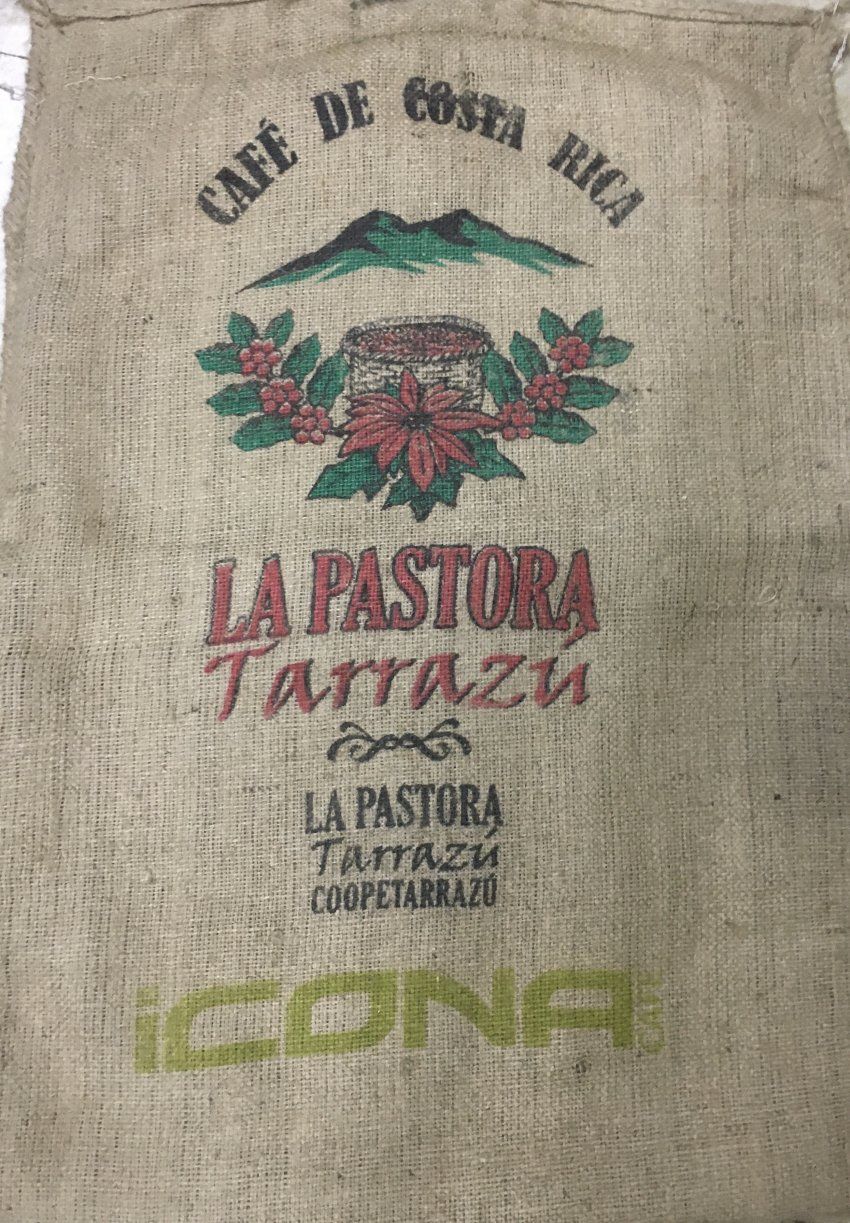 CAFÉ DE COSTA RICA
LA PASTORA
Tarrazú
LA PASTORA
Tarrazú
COOPETARRAZÚ
iCONA